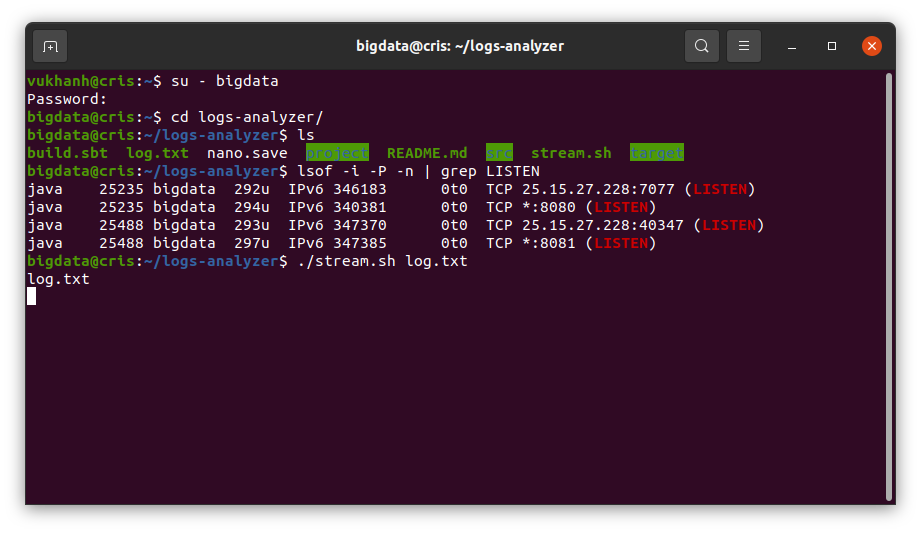 bigdata@cris: ~/logs-analyzer
vukhanh@cris:~$ su - bigdata
Password:
bigdata@cris:~$ cd logs-analyzer/
bigdata@cris:~/logs-analyzer$ ls
build.sbt  log.txt  nano.save  project  README.md  src  stream.sh  target
bigdata@cris:~/logs-analyzer$ lsof -i -P -n | grep LISTEN
java    25235 bigdata  292u  IPv6 346183      0t0  TCP 25.15.27.228:7077 (LISTEN)
java    25235 bigdata  294u  IPv6 340381      0t0  TCP *:8080 (LISTEN)
java    25488 bigdata  293u  IPv6 347370      0t0  TCP 25.15.27.228:40347 (LISTEN)
java    25488 bigdata  297u  IPv6 347385      0t0  TCP *:8081 (LISTEN)
bigdata@cris:~/logs-analyzer$ ./stream.sh log.txt
log.txt